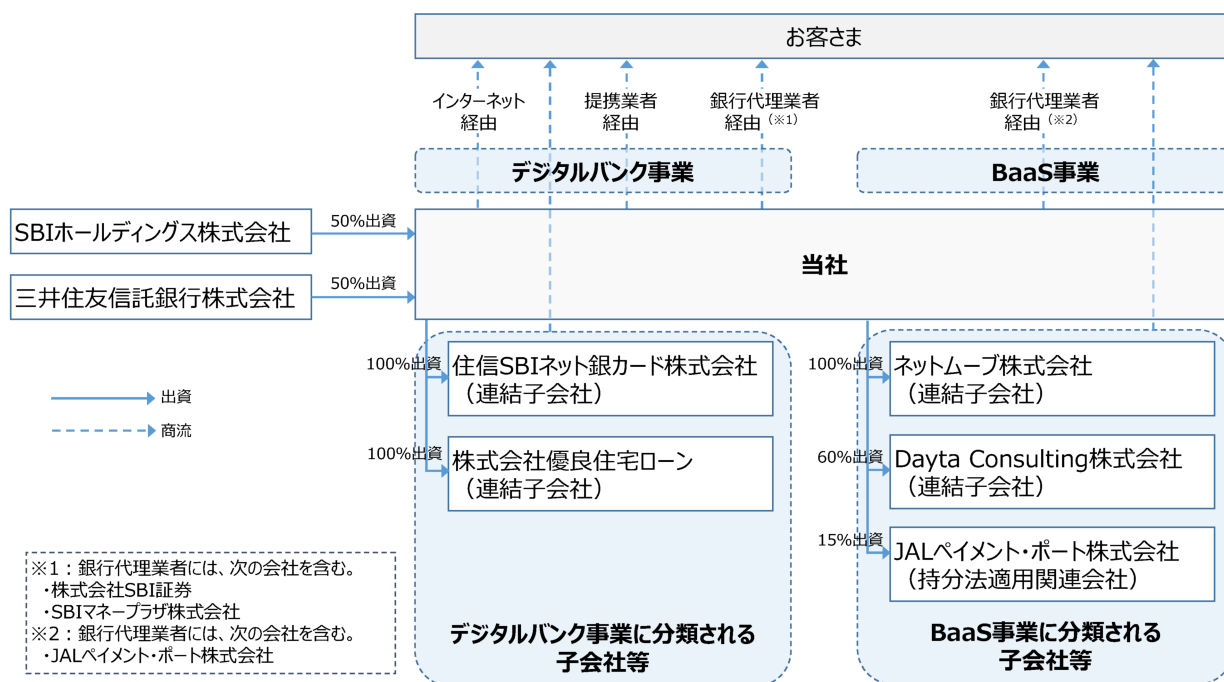 お客さま
インターネット
経由
提携業者
経由
銀行代理業者
経由(※1)
銀行代理業者
経由(※2)
デジタルバンク事業
BaaS事業
SBIホールディングス株式会社
50%出資
三井住友信託銀行株式会社
50%出資
当社
100%出資
住信SBIネット銀カード株式会社
（連結子会社）
100%出資
株式会社優良住宅ローン
（連結子会社）
100%出資
ネットムーブ株式会社
（連結子会社）
60%出資
Dayta Consulting株式会社
（連結子会社）
15%出資
JALペイメント・ポート株式会社
（持分法適用関連会社）
出資
商流
※1：銀行代理業者には、次の会社を含む。
・株式会社SBI証券
・SBIマネープラザ株式会社
※2：銀行代理業者には、次の会社を含む。
・JALペイメント・ポート株式会社
デジタルバンク事業に分類される
子会社等
BaaS事業に分類される
子会社等